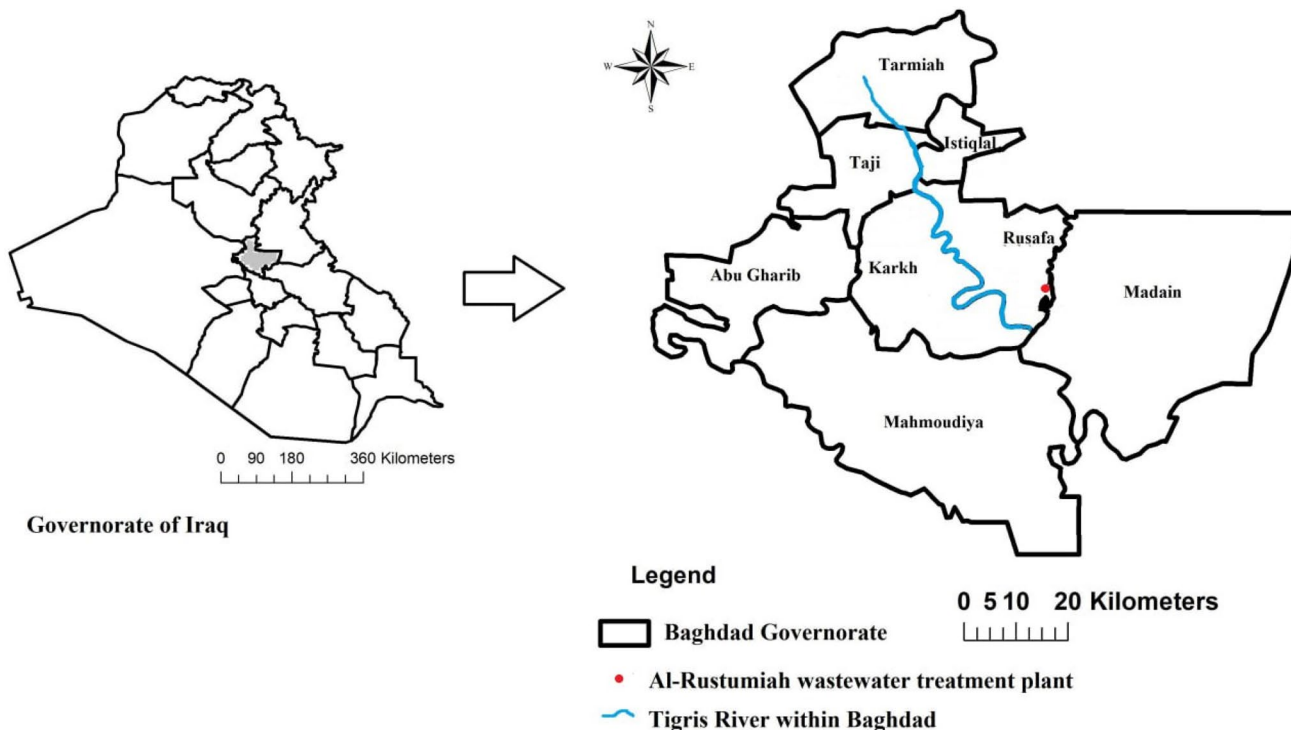 N
W E
S
Tarmiah
Istiqlal
Taji
Rusafa
Abu Gharib
Karkh
Madain
Mahmoudiya
0 90 180 360 Kilometers
Governorate of Iraq
Legend
0 5 10 20 Kilometers
Baghdad Governorate
Al-Rustumiah wastewater treatment plant
Tigris River within Baghdad